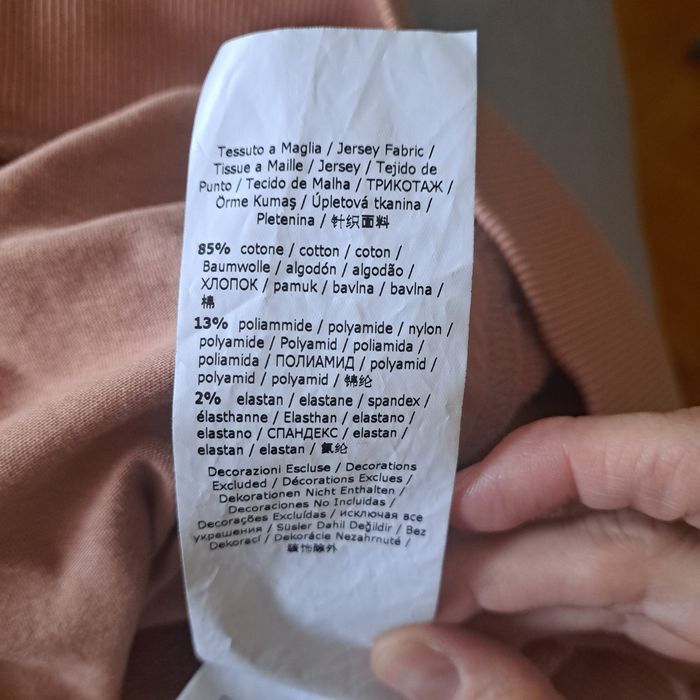 Tessuto a Maglia / Jersey Fabric /
Tissue a Maille / Jersey / Tejido de
Punto / Tecido de Malha / ТРИКОТАЖ /
Örme Kumaş / Úpletová tkanina /
Pletenina / 针织面料
85% cotone / cotton / coton /
Baumwolle / algodón / algodão /
ХЛОПОК / pamuk / bavlna / bavlna /
棉
13% poliammide / polyamide / nylon /
polyamide / Polyamid / poliamida /
poliamida / ПОЛИАМИД / polyamid /
polyamid / polyamid / 锦纶
2% elastan / elastane / spandex /
élasthanne / Elasthan / elastano /
elastano / СПАНДЕКС / elastan /
elastan / elastan / 氨纶
Decorazioni Escluse / Decorations
Excluded / Décorations Exclues /
Dekorationen Nicht Enthalten /
Decoraciones No Incluidas /
Decorações Excluídas / исключая все
украшения / Süsler Dahil Değildir / Bez
Dekorací / Dekorácie Nezahrnuté /
装饰除外